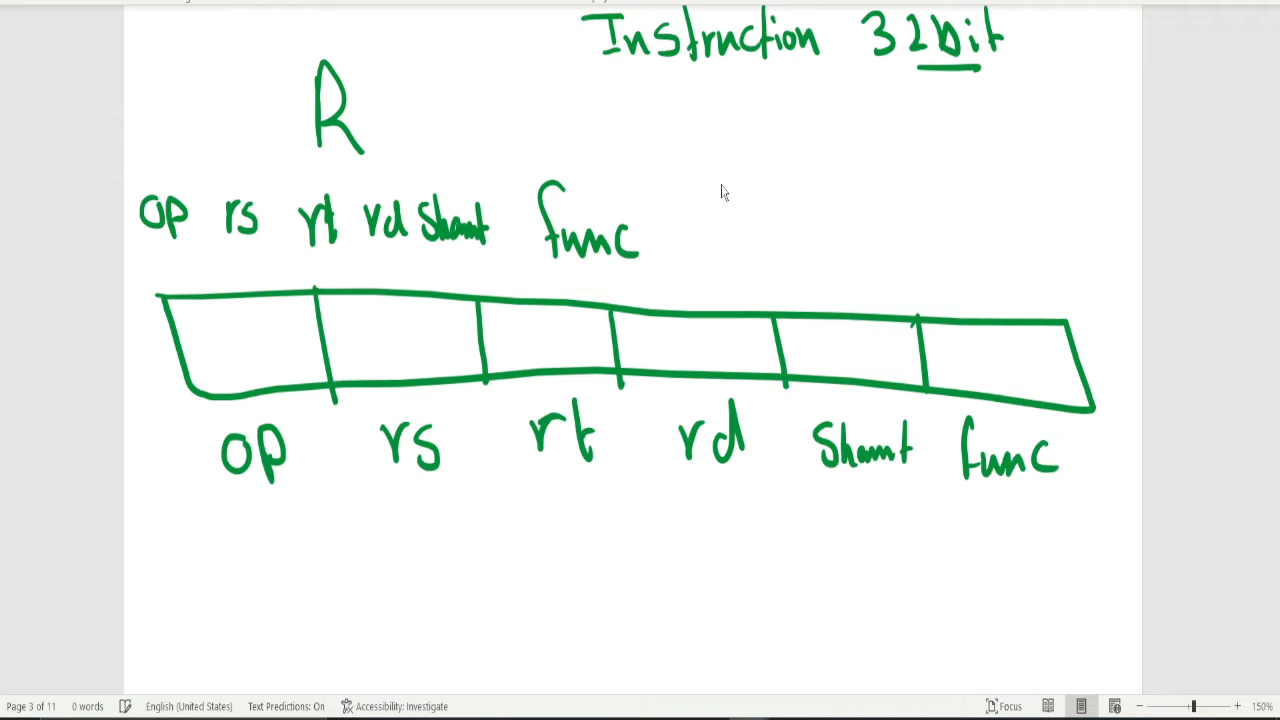 Instruction 32bit
R
op rs rt rd shamt func
op rs rt rd shamt func
Page 3 of 11 0 words English (United States) Text Predictions: On Accessibility: Investigate Focus 150%